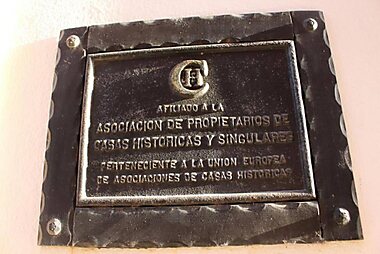 CH
AFILIADO A LA
ASOCIACION DE PROPIETARIOS DE
CASAS HISTORICAS Y SINGULARES
PERTENECIENTE A LA UNION EUROPEA
DE ASOCIACIONES DE CASAS HISTORICAS